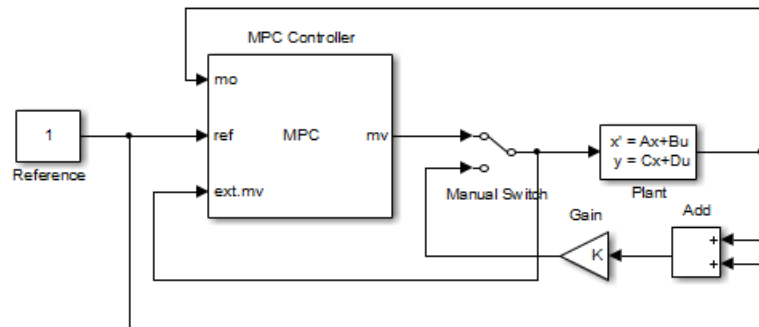 MPC Controller
mo
ref
MPC
mv
ext.mv
1
Reference
Manual Switch
x' = Ax+Bu
y = Cx+Du
Plant
Gain
K
Add
+
+